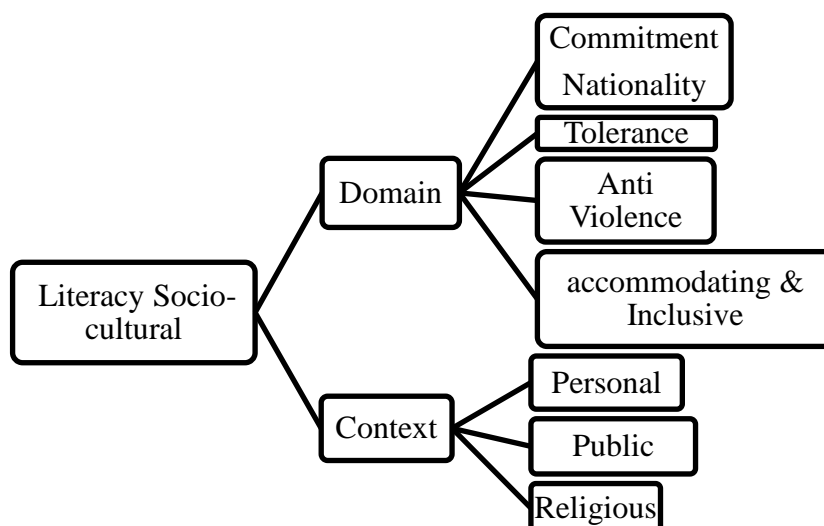 Commitment
Nationality
Tolerance
Anti
Violence
accommodating &
Inclusive
Domain
Literacy Socio-
cultural
Context
Personal
Public
Religious